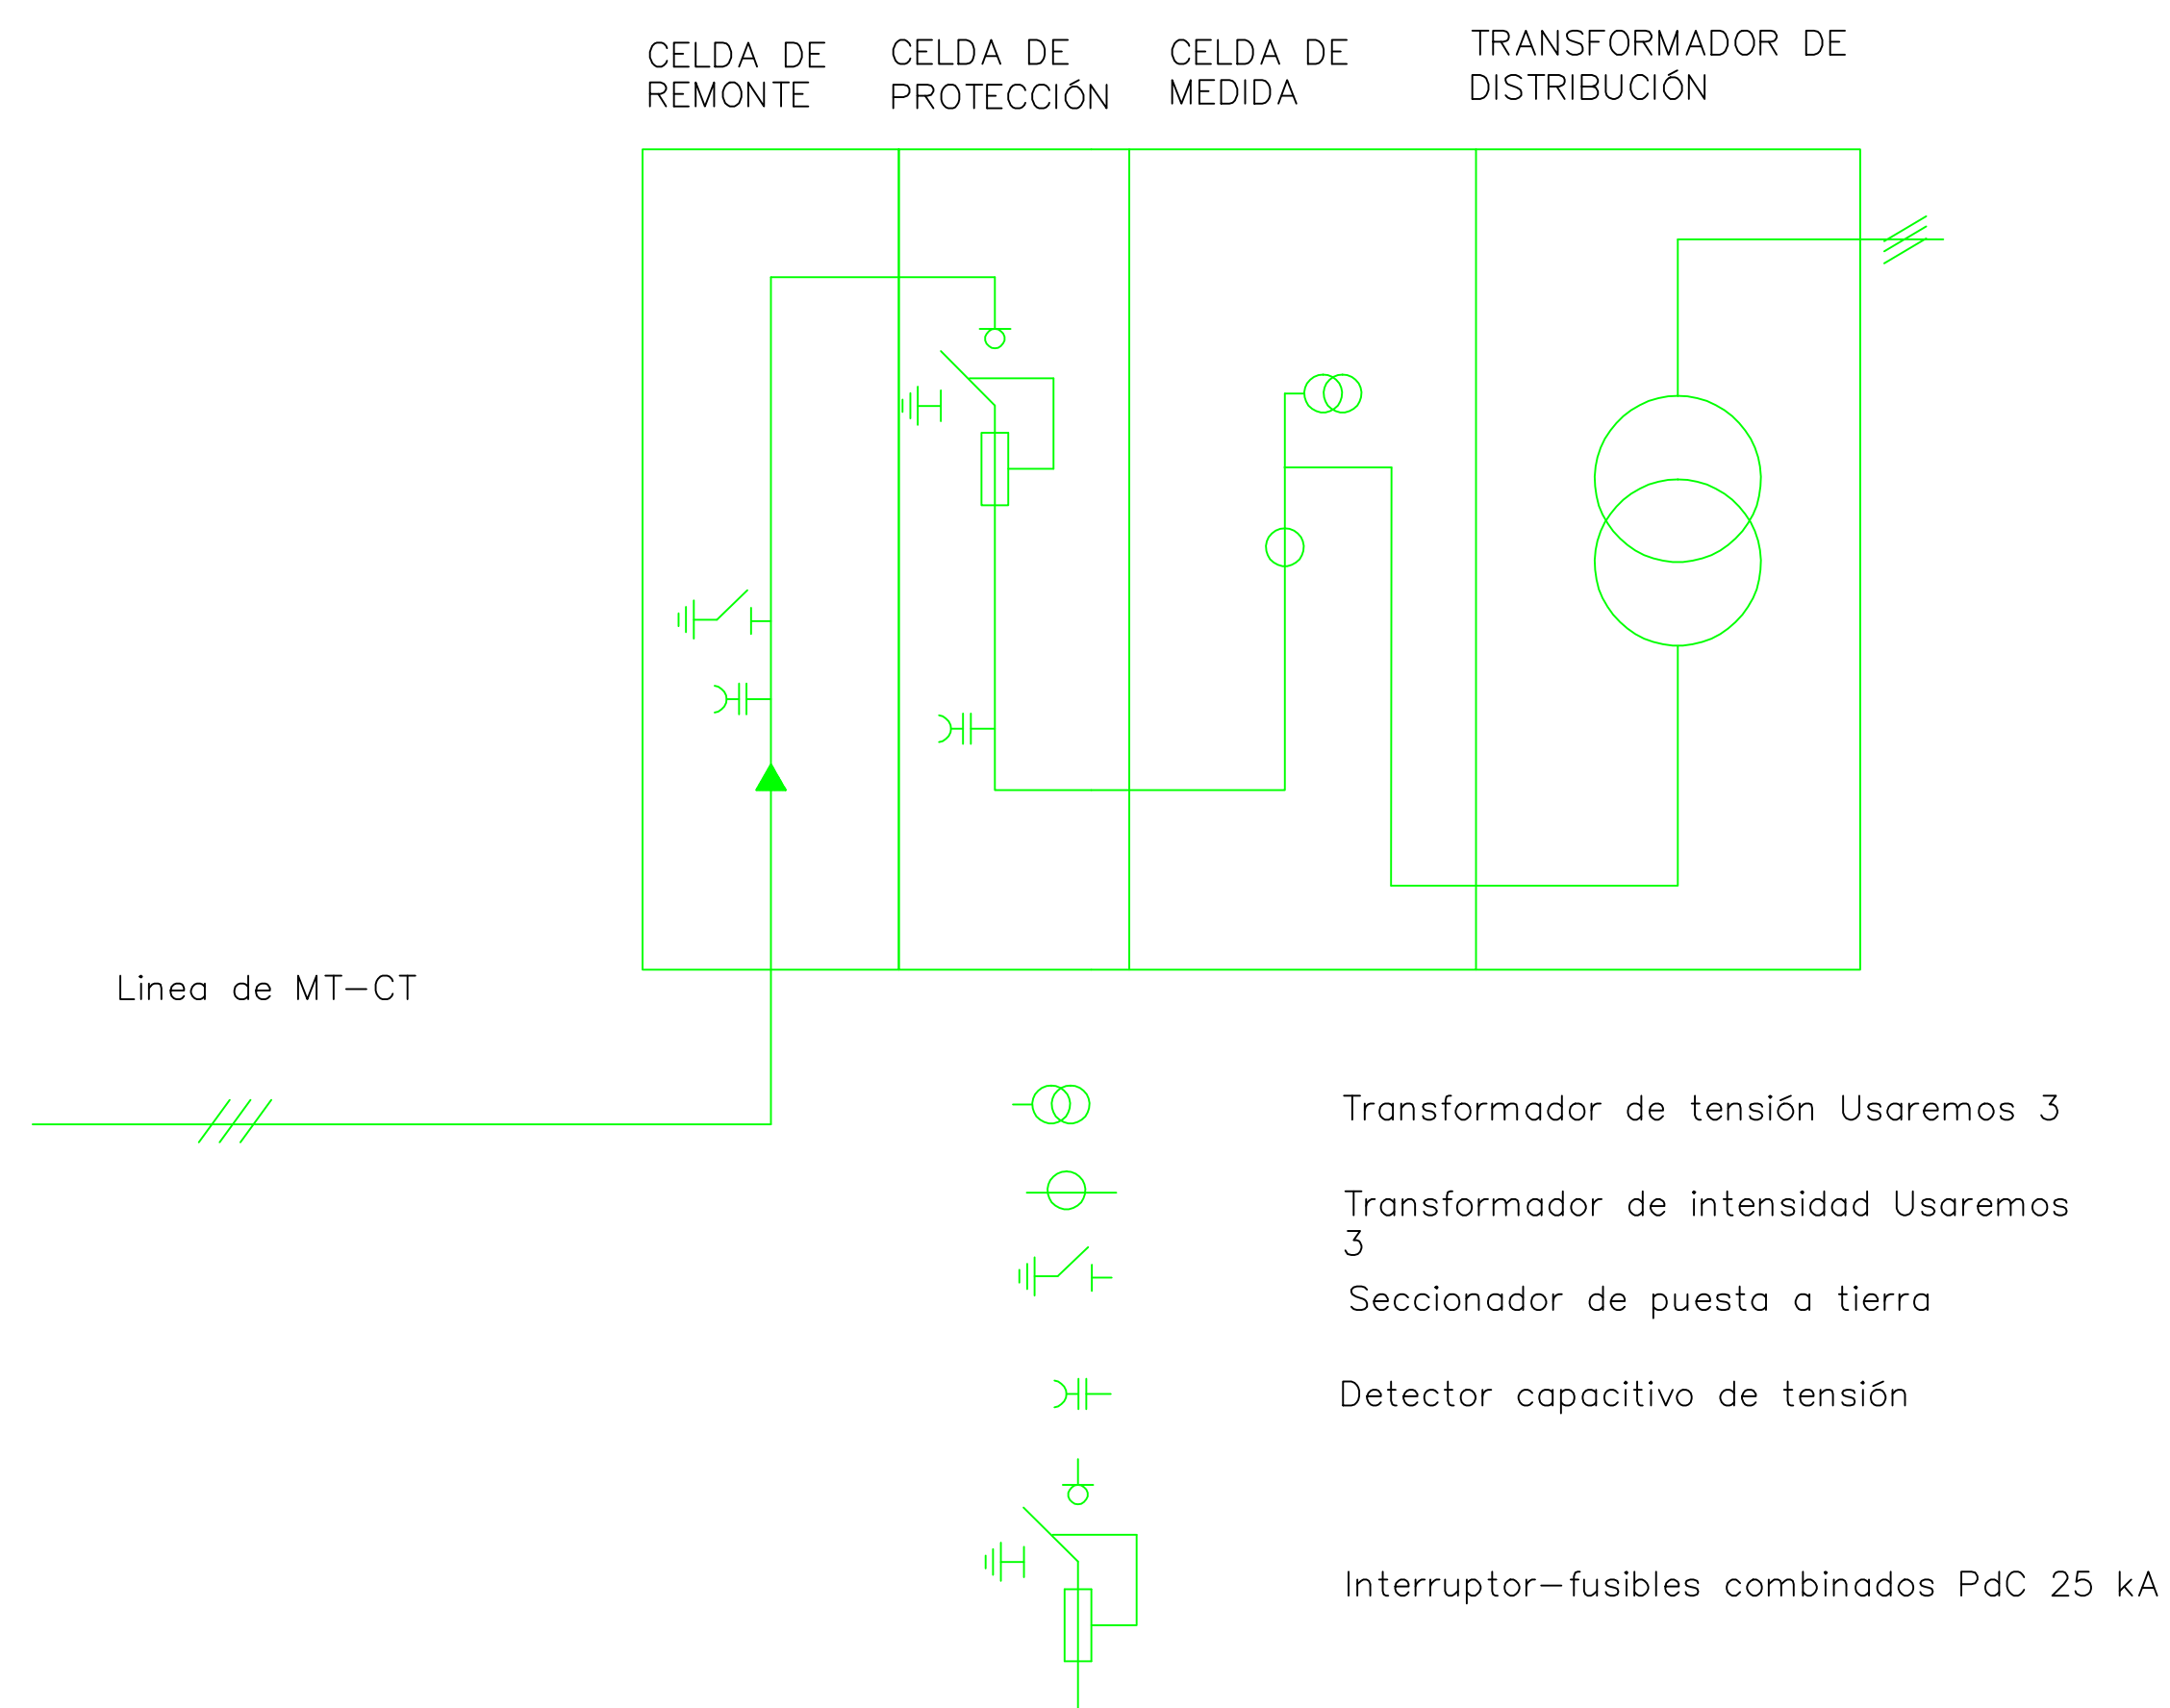 CELDA DE
REMONTE
CELDA DE
PROTECCIÓN
CELDA DE
MEDIDA
TRANSFORMADOR DE
DISTRIBUCIÓN
Linea de MT-CT
Transformador de tensión Usaremos 3
Transformador de intensidad Usaremos
3
Seccionador de puesta a tierra
Detector capacitivo de tensión
Interruptor-fusibles combinados PdC 25 kA